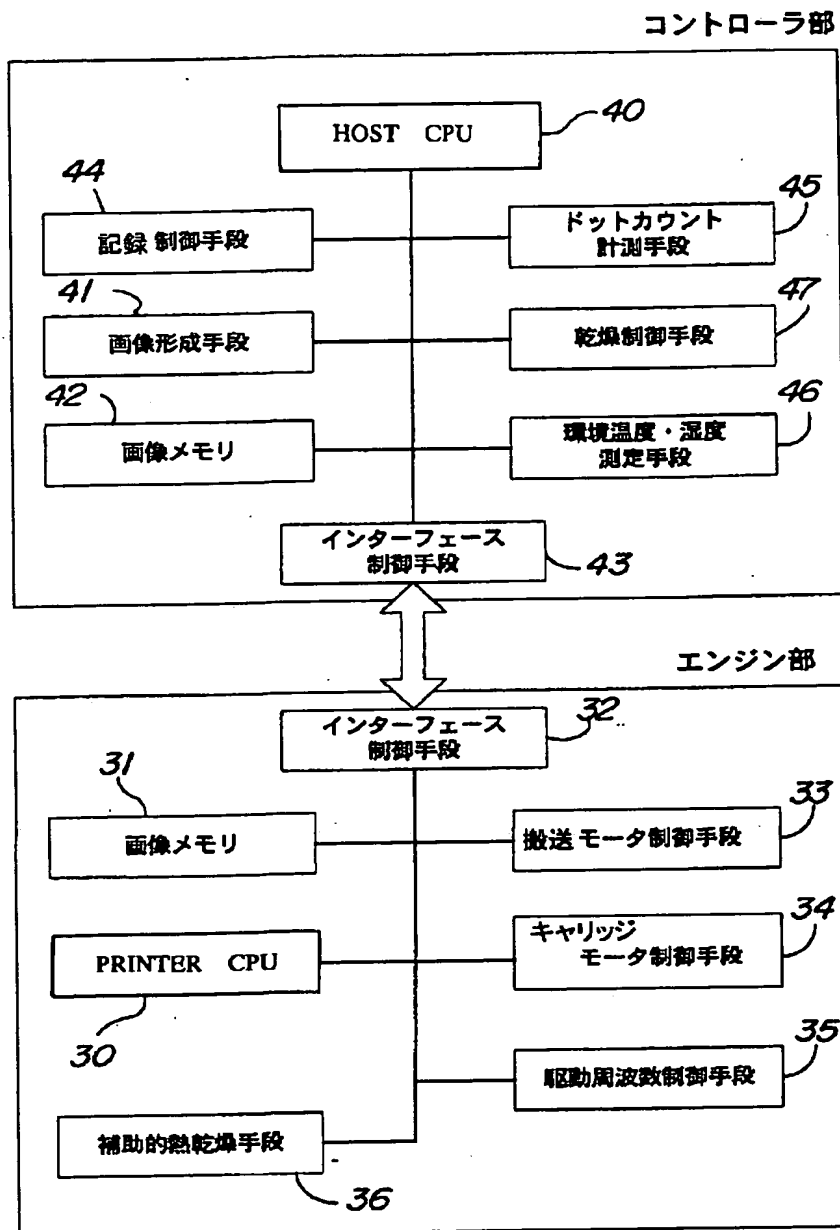 コントローラ部
HOST CPU
40
44
記録 制御手段
ドットカウント
計測手段
45
41
画像形成手段
乾燥制御手段
47
42
画像メモリ
環境温度・湿度
測定手段
46
インターフェース
制御手段
43
エンジン部
インターフェース
制御手段
32
31
画像メモリ
搬送 モータ制御手段
33
PRINTER CPU
30
キャリッジ
モータ制御手段
34
駆動周波数制御手段
35
補助的熱乾燥手段
36